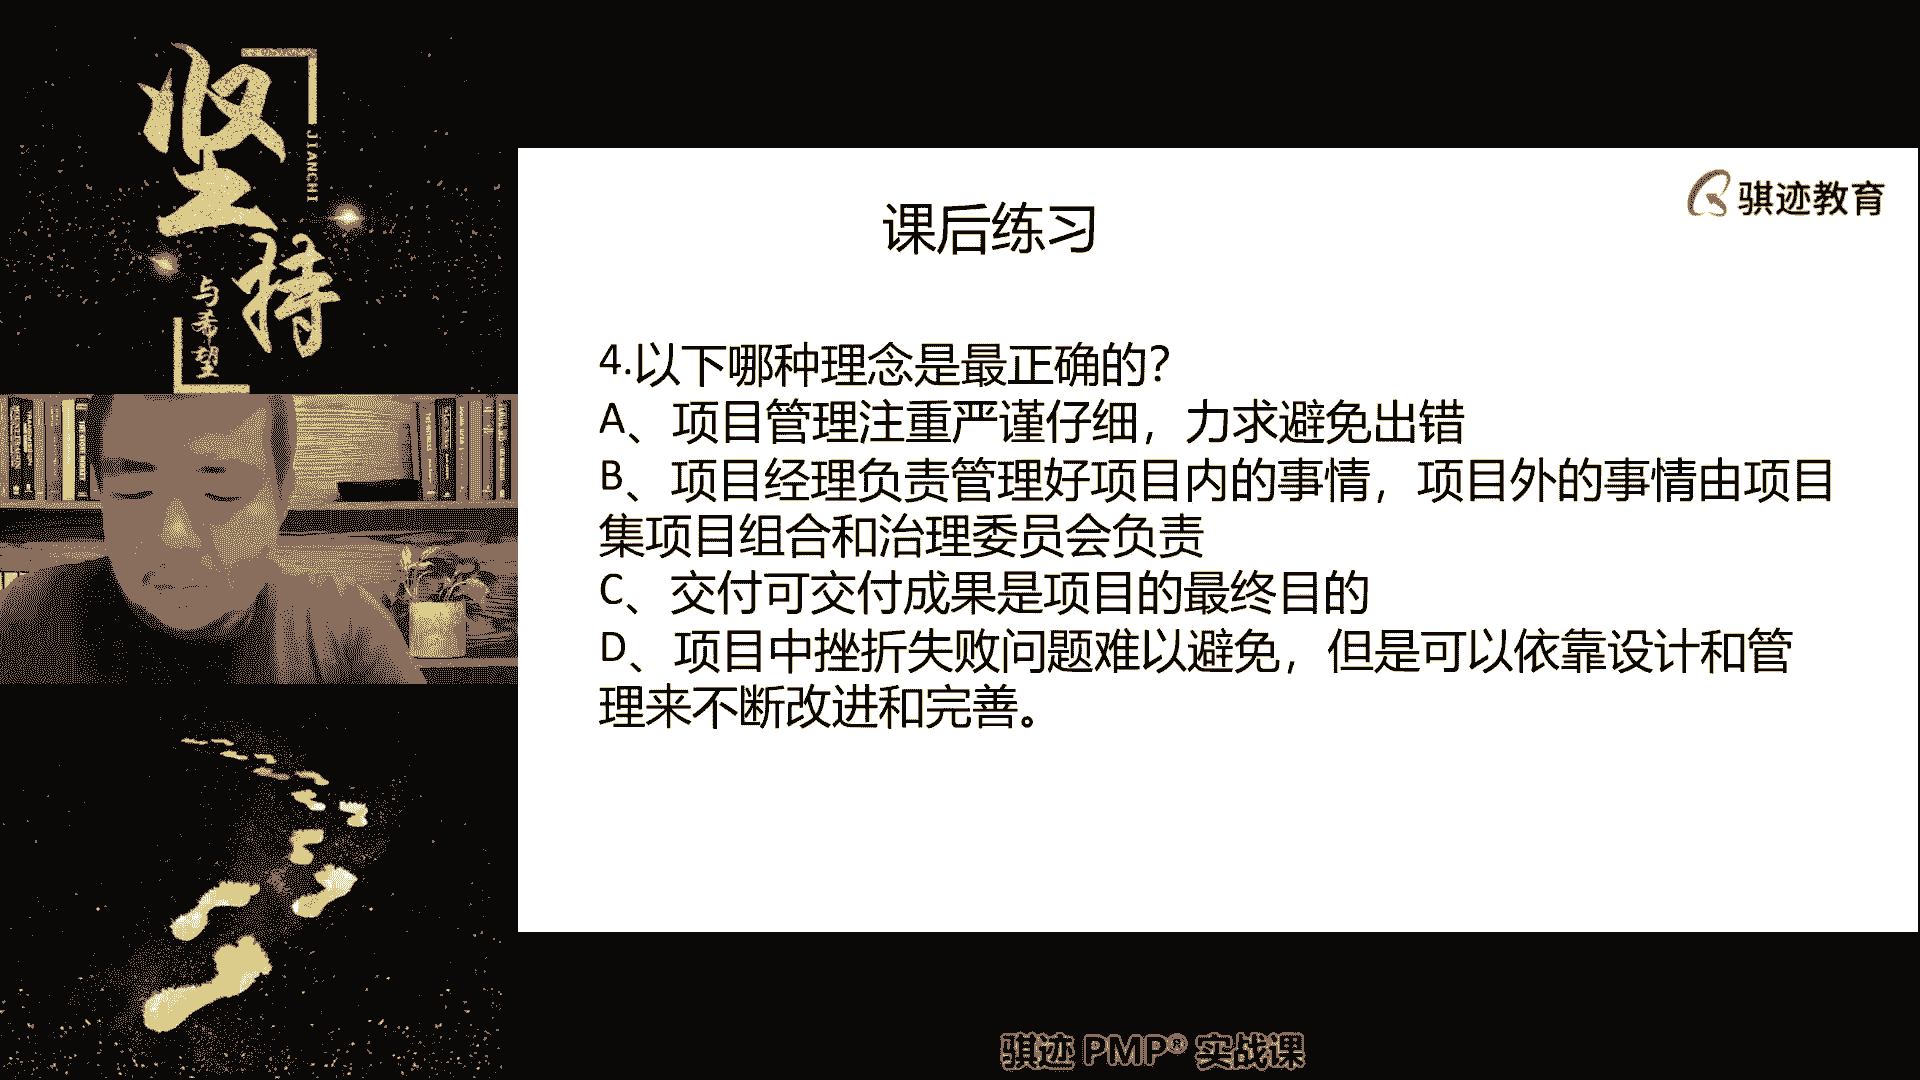 坚持
JIANCHI
与希望
骐迹教育
课后练习
4.以下哪种理念是最正确的？
A、项目管理注重严谨仔细，力求避免出错
B、项目经理负责管理好项目内的事情，项目外的事情由项目
集项目组合和治理委员会负责
C、交付可交付成果是项目的最终目的
D、项目中挫折失败问题难以避免，但是可以依靠设计和管
理来不断改进和完善。
骐迹 PMP® 实战课